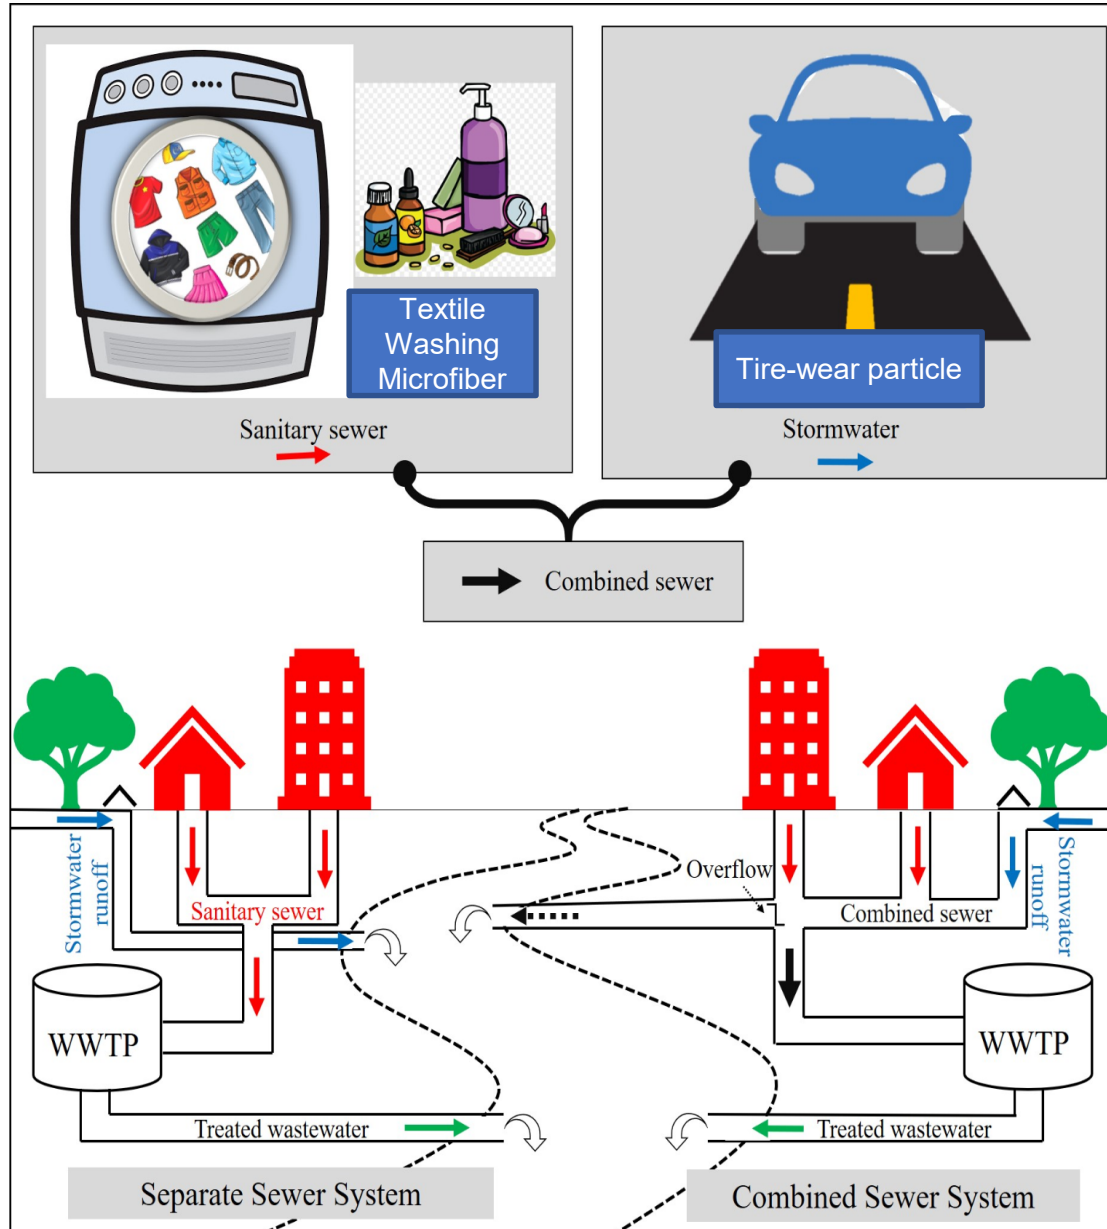 Textile
Washing
Microfiber
Tire-wear particle
Sanitary sewer
Stormwater
Combined sewer
Stormwater
runoff
Sanitary sewer
Overflow
Combined sewer
Stormwater
runoff
WWTP
WWTP
Treated wastewater
Treated wastewater
Separate Sewer System
Combined Sewer System